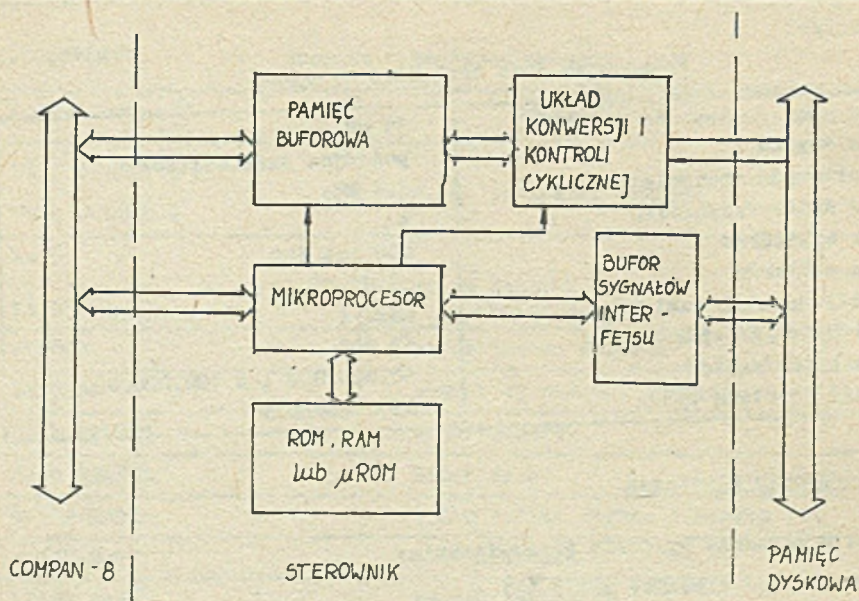 PAMIĘĆ
BUFOROWA
UKŁAD
KONWERSJI I
KONTROLI
CYKLICZNEJ
MIKROPROCESOR
BUFOR
SYGNAŁÓW
INTER -
FEJSU
ROM, RAM
lub µROM
COMPAN - 8
STEROWNIK
PAMIĘC
DYSKOWA